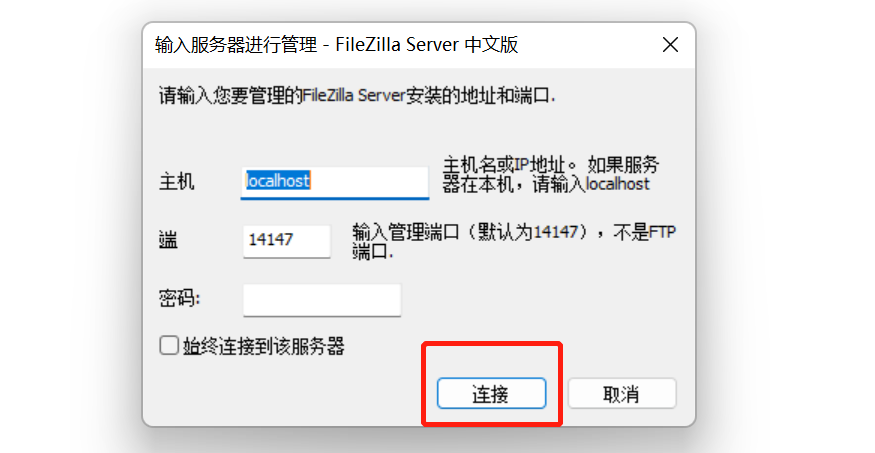 输入服务器进行管理 - FileZilla Server 中文版
请输入您要管理的FileZilla Server安装的地址和端口.
主机
localhost
主机名或IP地址。如果服务
器在本机，请输入localhost
端
14147
输入管理端口（默认为14147），不是FTP
端口.
密码:
始终连接到该服务器
连接
取消